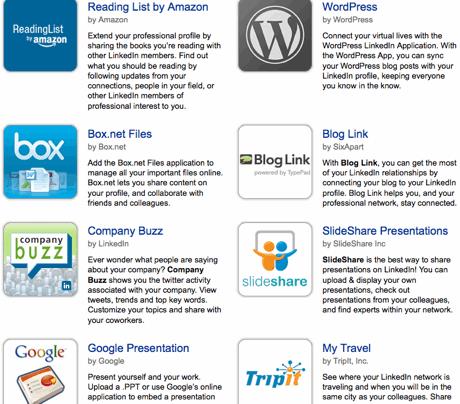 ReadingList
by amazon
Reading List by Amazon
by Amazon
Extend your professional profile by
sharing the books you're reading with
other LinkedIn members. Find out
what you should be reading by
following updates from your
connections, people in your field, or
other LinkedIn members of
professional interest to you.
WordPress
by WordPress
Connect your virtual lives with the
WordPress LinkedIn Application. With
the WordPress App, you can sync
your WordPress blog posts with your
LinkedIn profile, keeping everyone
you know in the know.
box
Box.net Files
by Box.net
Add the Box.net Files application to
manage all your important files online.
Box.net lets you share content on
your profile, and collaborate with
friends and colleagues.
Blog Link
powered by TypePad
Blog Link
by SixApart
With Blog Link, you can get the most
of your LinkedIn relationships by
connecting your blog to your LinkedIn
profile. Blog Link helps you, and your
professional network, stay connected.
company
buzz
in
Company Buzz
by LinkedIn
Ever wonder what people are saying
about your company? Company
Buzz shows you the twitter activity
associated with your company. View
tweets, trends and top key words.
Customize your topics and share with
your coworkers.
slideshare
SlideShare Presentations
by SlideShare Inc
SlideShare is the best way to share
presentations on LinkedIn! You can
upload & display your own
presentations, check out
presentations from your colleagues,
and find experts within your network.
Google
Google Presentation
by Google
Present yourself and your work.
Upload a .PPT or use Google's online
application to embed a presentation
TripIt
My Travel
by TripIt, Inc.
See where your LinkedIn network is
traveling and when you will be in the
same city as your colleagues. Share